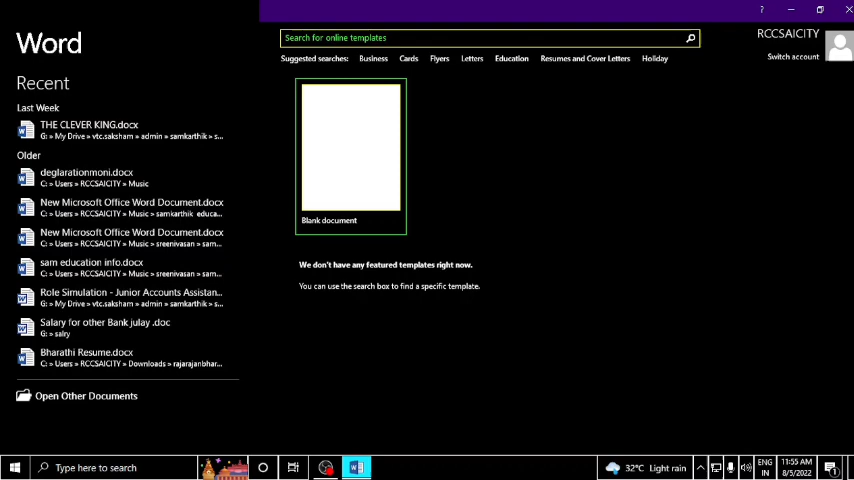 Word
Recent
Last Week
THE CLEVER KING.docx
G: » My Drive » vtc.saksham » admin » samkarthik » s...
Older
deglarationmoni.docx
C: » Users » RCCSAICITY » Music
New Microsoft Office Word Document.docx
C: » Users » RCCSAICITY » Music » samkarthik educa...
New Microsoft Office Word Document.docx
C: » Users » RCCSAICITY » Music » sreenivasan » sam...
sam education info.docx
C: » Users » RCCSAICITY » Music » sreenivasan » sam...
Role Simulation - Junior Accounts Assistan...
G: » My Drive » vtc.saksham » admin » samkarthik » s...
Salary for other Bank julay .doc
G: » salry
Bharathi Resume.docx
C: » Users » RCCSAICITY » Downloads » rajarajanbhar...
Open Other Documents
?
RCCSAICITY
Switch account
Search for online templates
Suggested searches: Business Cards Flyers Letters Education Resumes and Cover Letters Holiday
Blank document
We don't have any featured templates right now.
You can use the search box to find a specific template.
Type here to search
32°C Light rain
ENG
IN
11:55 AM
8/5/2022
1